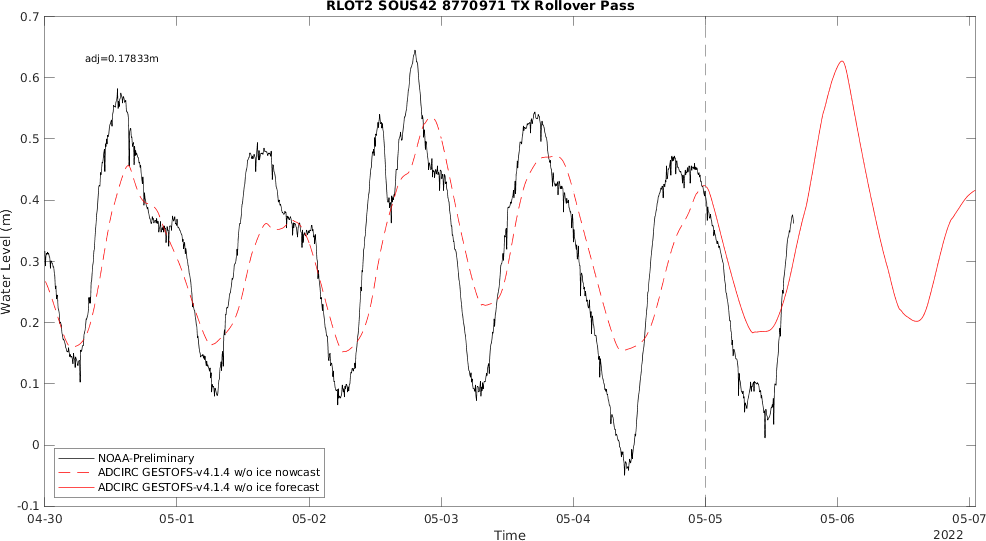 RLOT2 SOUS42 8770971 TX Rollover Pass
adj=0.17833m
0.7
0.6
0.5
0.4
0.3
0.2
0.1
0
-0.1
Water Level (m)
NOAA-Preliminary
ADCIRC GESTOFS-v4.1.4 w/o ice nowcast
ADCIRC GESTOFS-v4.1.4 w/o ice forecast
04-30 05-01 05-02 05-03 05-04 05-05 05-06 05-07
Time
2022